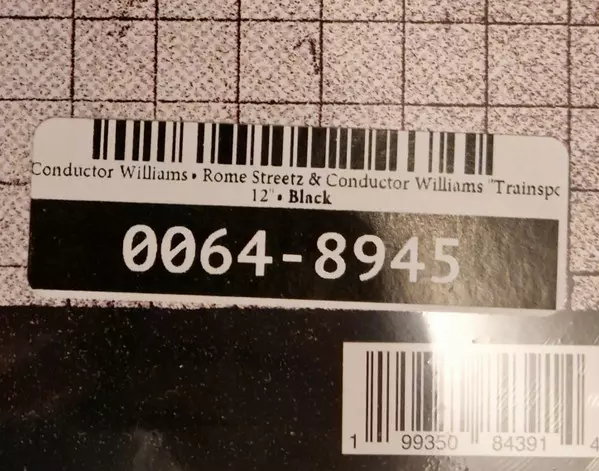 Conductor Williams • Rome Streetz & Conductor Williams "Trainspo
12" • Black
0064-8945
1 99350 84391 4